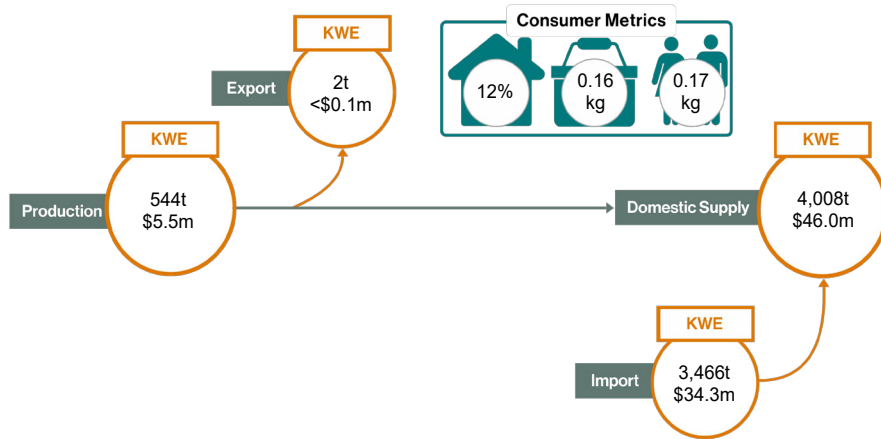 Consumer Metrics
12%
0.16
kg
0.17
kg
KWE
Export
2t
<$0.1m
KWE
Production
544t
$5.5m
KWE
Domestic Supply
4,008t
$46.0m
KWE
Import
3,466t
$34.3m